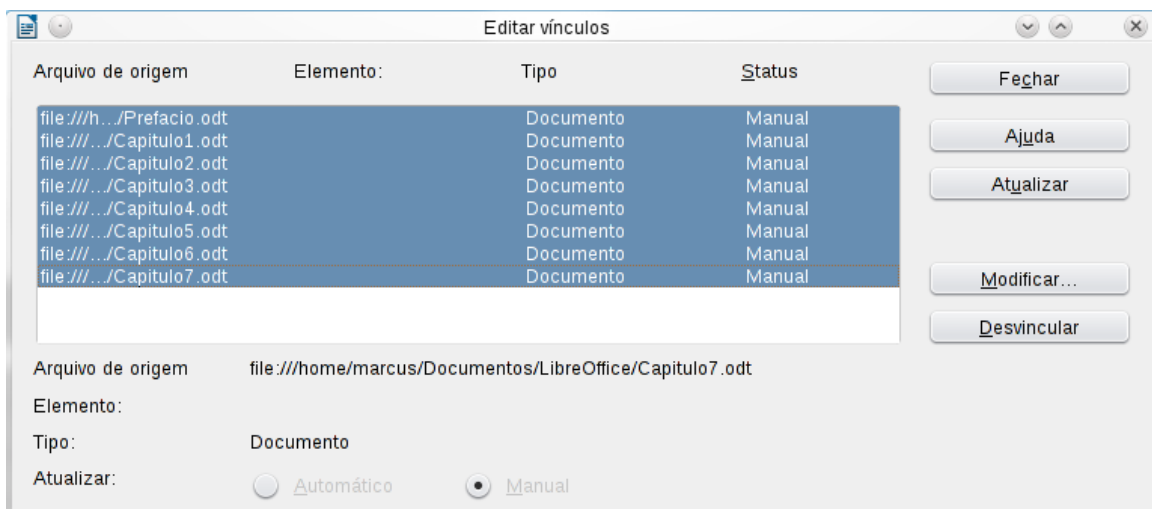 Editar vínculos
Arquivo de origem Elemento: Tipo Status
Fechar
file:///h.../Prefacio.odt Documento Manual
file:///.../Capitulo1.odt Documento Manual
Ajuda
file:///.../Capitulo2.odt Documento Manual
file:///.../Capitulo3.odt Documento Manual
Atualizar
file:///.../Capitulo4.odt Documento Manual
file:///.../Capitulo5.odt Documento Manual
file:///.../Capitulo6.odt Documento Manual
file:///.../Capitulo7.odt Documento Manual
Modificar...
Desvincular
Arquivo de origem file:///home/marcus/Documentos/LibreOffice/Capitulo7.odt
Elemento:
Tipo: Documento
Atualizar: Automático Manual